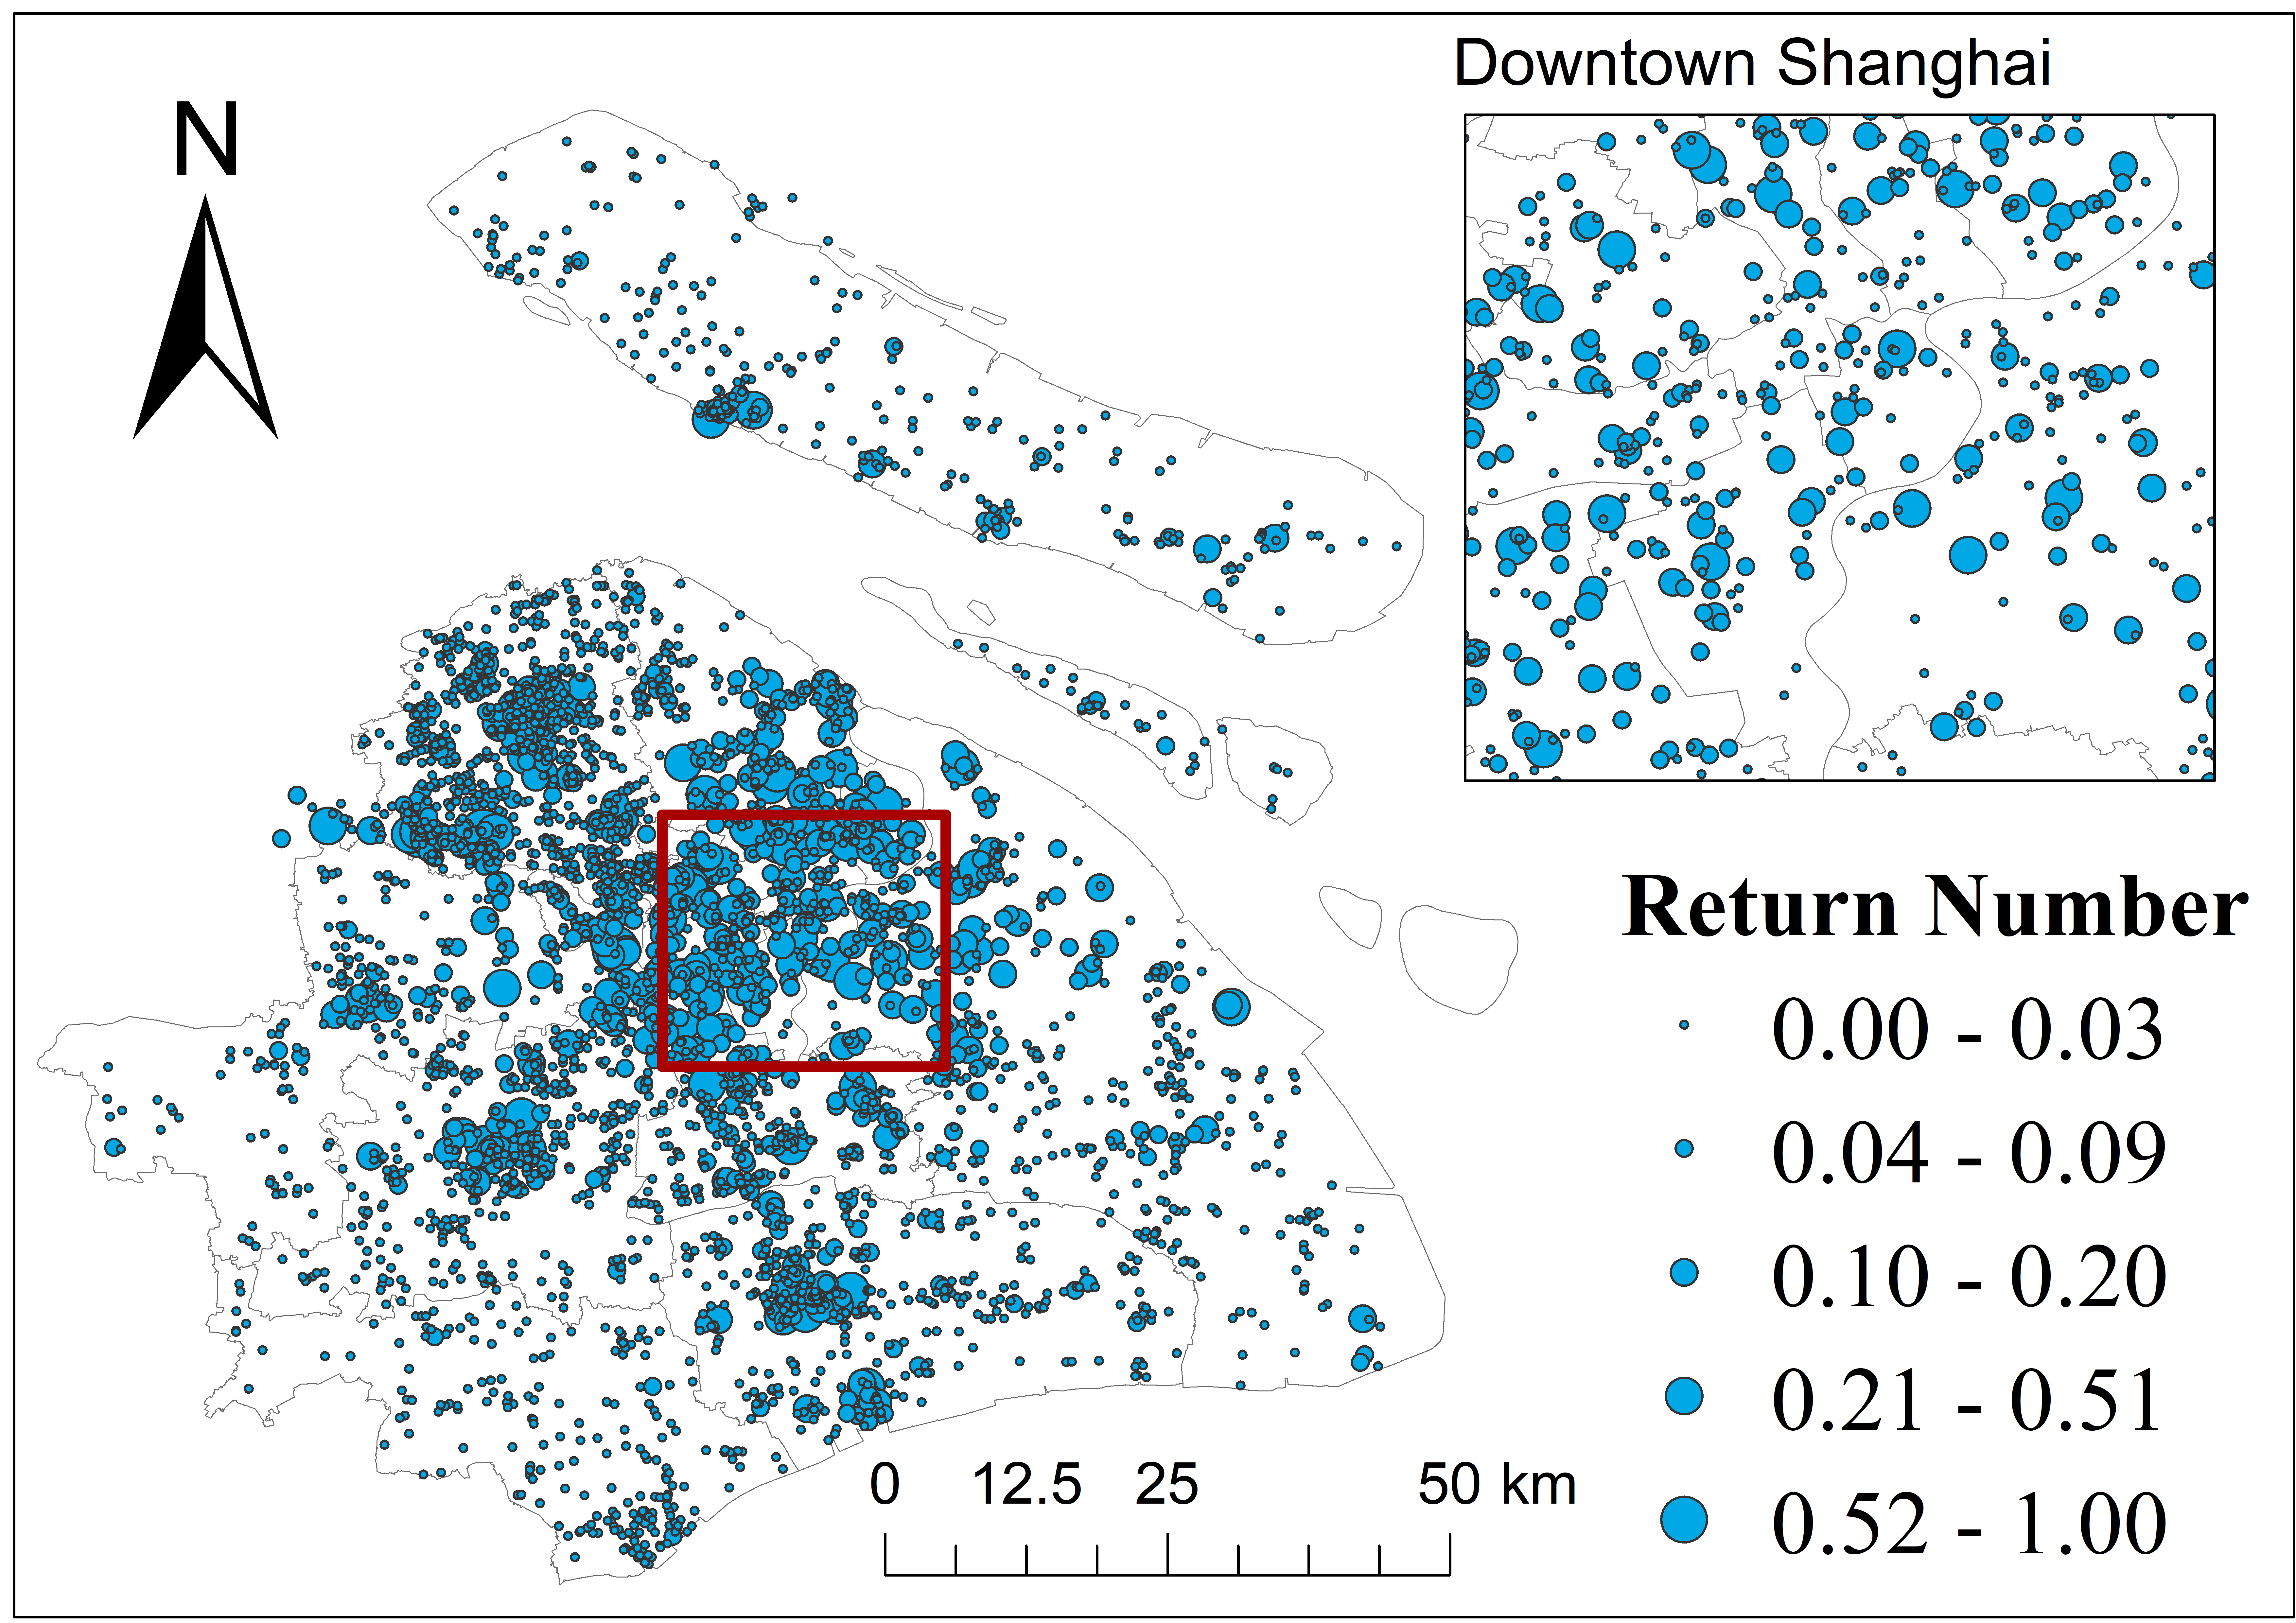 Downtown Shanghai
N
Return Number
0.00 - 0.03
0.04 - 0.09
0.10 - 0.20
0.21 - 0.51
0.52 - 1.00
0 12.5 25 50 km